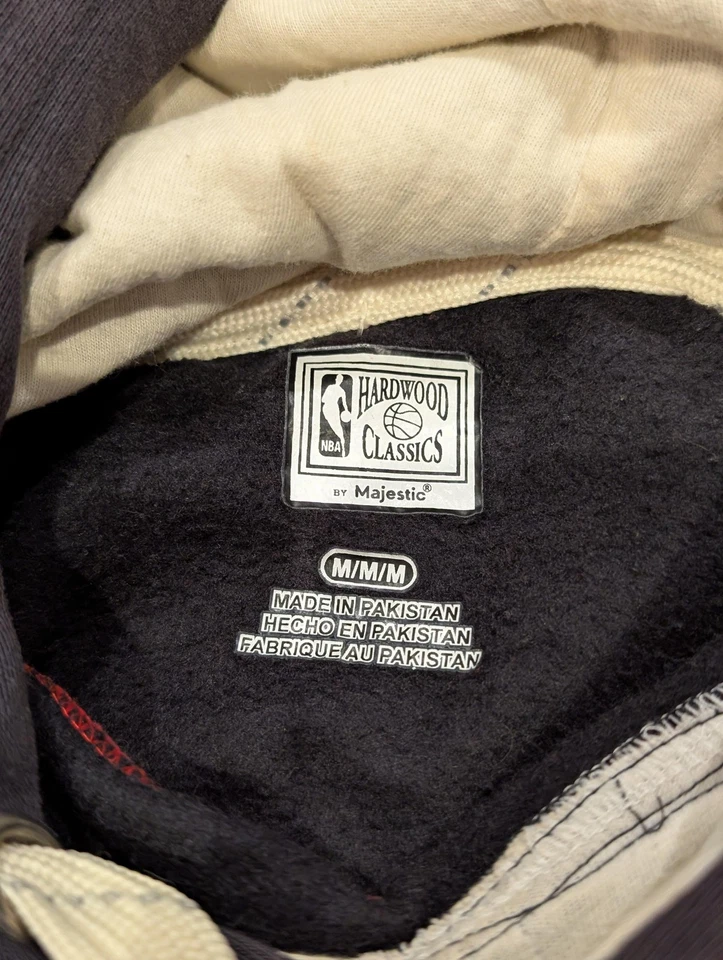 HARDWOOD
CLASSICS
NBA
BY Majestic®
M/M/M
MADE IN PAKISTAN
HECHO EN PAKISTAN
FABRIQUE AU PAKISTAN